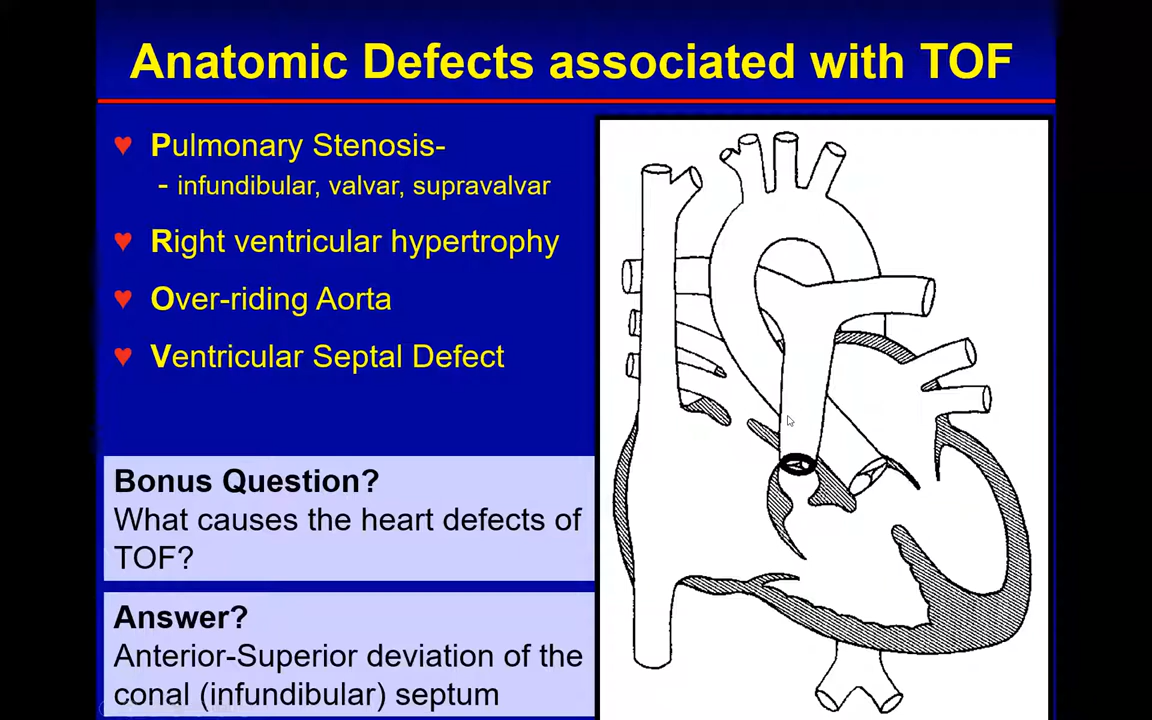 Anatomic Defects associated with TOF
♥ Pulmonary Stenosis-
- infundibular, valvar, supravalvar
♥ Right ventricular hypertrophy
♥ Over-riding Aorta
♥ Ventricular Septal Defect
Bonus Question?
What causes the heart defects of
TOF?
Answer?
Anterior-Superior deviation of the
conal (infundibular) septum